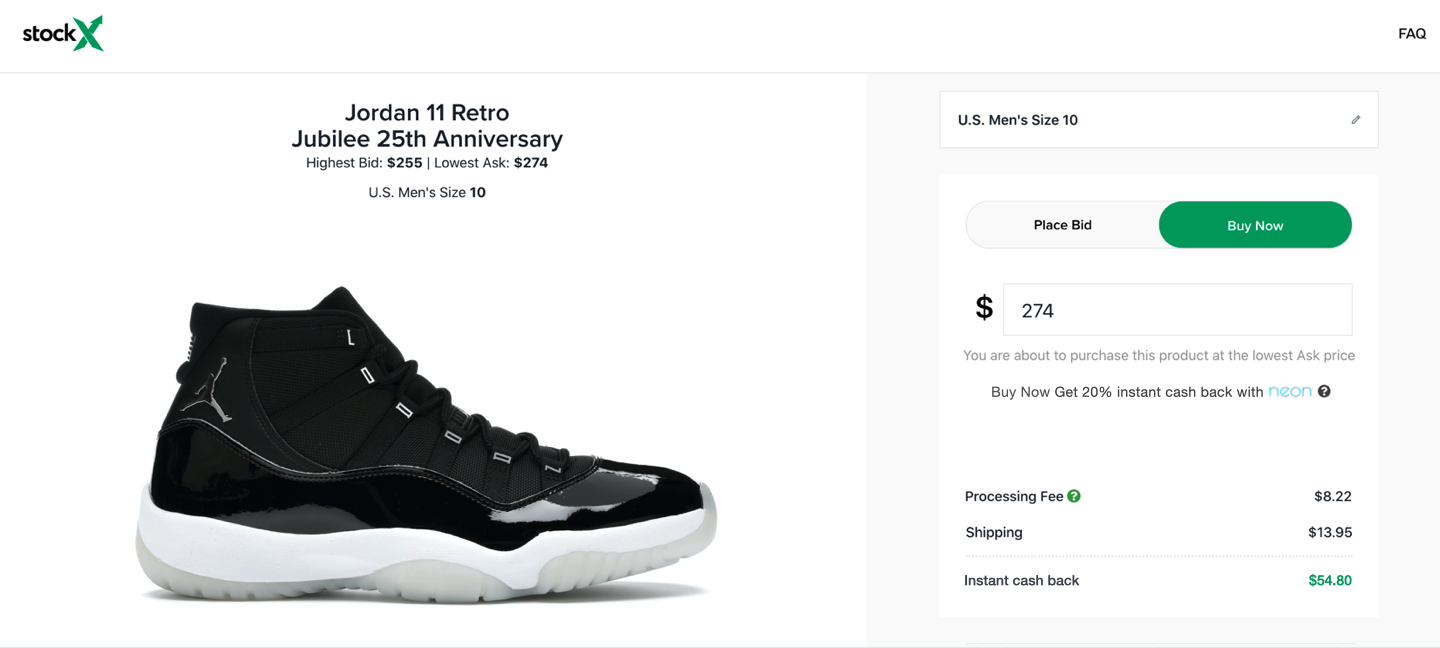 stockX
FAQ
Jordan 11 Retro
Jubilee 25th Anniversary
Highest Bid: $255 | Lowest Ask: $274
U.S. Men's Size 10
U.S. Men's Size 10
Place Bid
Buy Now
$ 274
You are about to purchase this product at the lowest Ask price
Buy Now Get 20% instant cash back with neon ?
Processing Fee ? $8.22
Shipping $13.95
Instant cash back $54.80